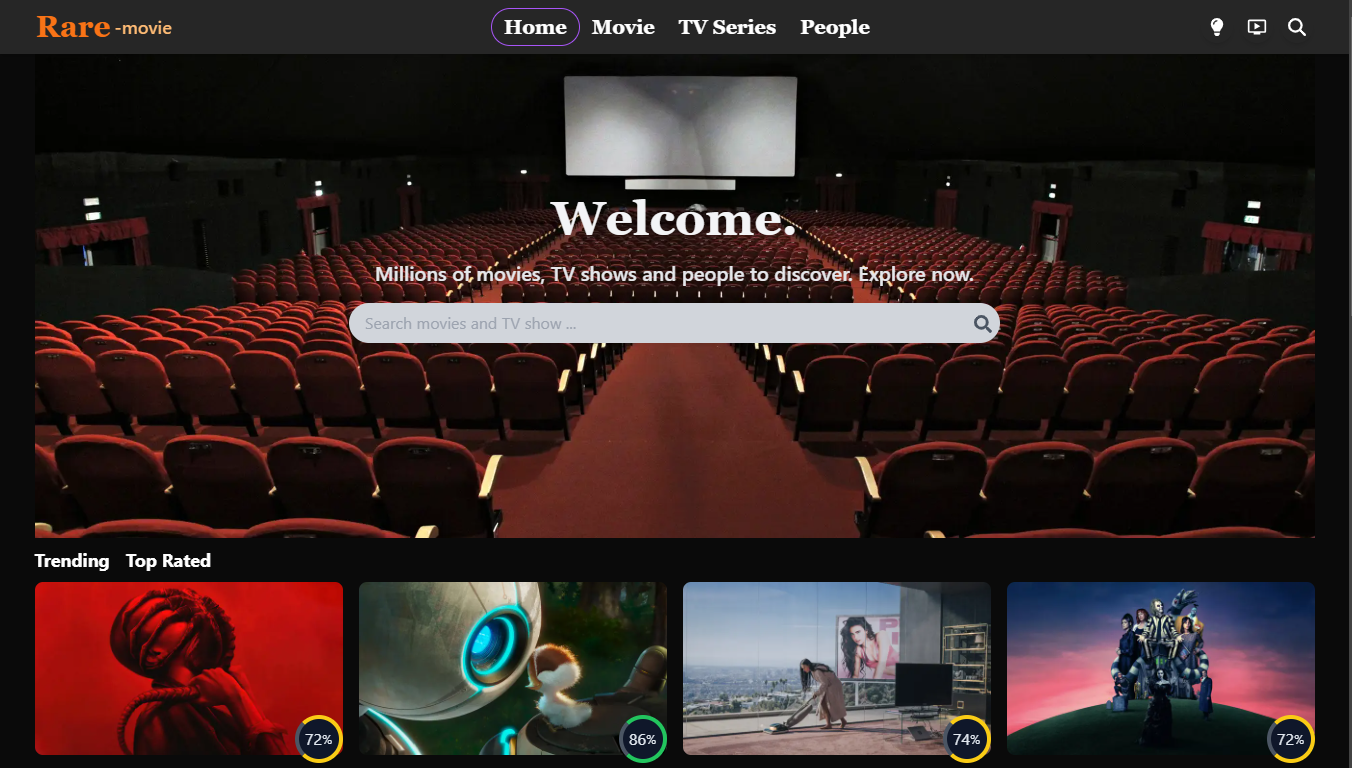 Rare -movie
Home Movie TV Series People
Welcome.
Millions of movies, TV shows and people to discover. Explore now.
Search movies and TV show ...
Trending Top Rated
72% 86% 74% 72%